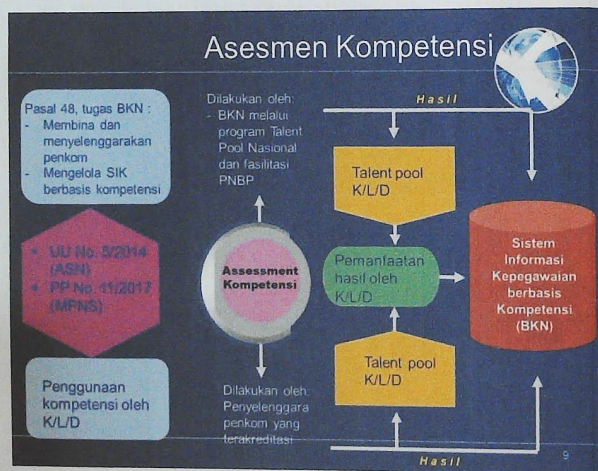 Asesmen Kompetensi
Pasal 48, tugas BKN :
- Membina dan
menyelenggarakan
penkom
- Mengelola SIK
berbasis kompetensi
• UU No. 5/2014
(ASN)
• PP No. 11/2017
(MPNS)
Penggunaan
kompetensi oleh
K/L/D
Dilakukan oleh:
- BKN melalui
program Talent
Pool Nasional
dan fasilitasi
PNBP
Assessment
Kompetensi
Dilakukan oleh:
Penyelenggara
penkom yang
terakreditasi
Hasil
Talent pool
K/L/D
Pemanfaatan
hasil oleh
K/L/D
Talent pool
K/L/D
Hasil
Sistem
Informasi
Kepegawaian
berbasis
Kompetensi
(BKN)
9